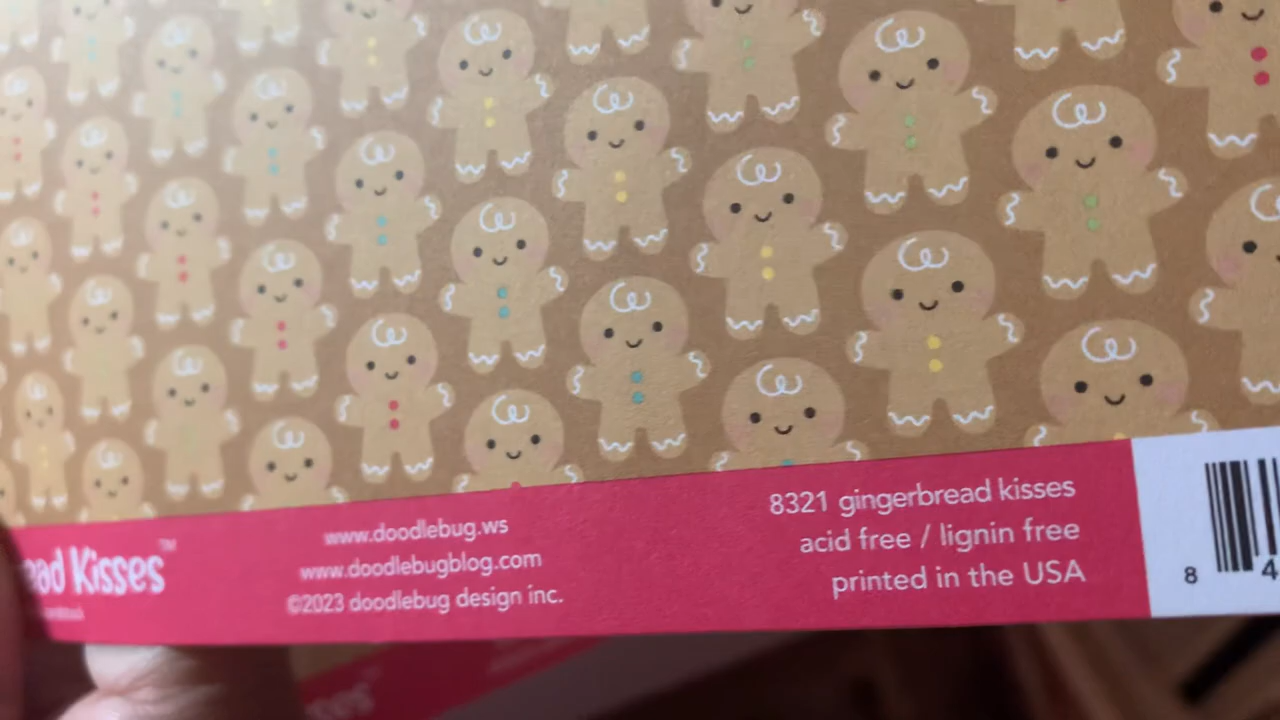 ead Kisses™
www.doodlebug.ws
www.doodlebugblog.com
©2023 doodlebug design inc.
8321 gingerbread kisses
acid free / lignin free
printed in the USA
8 4